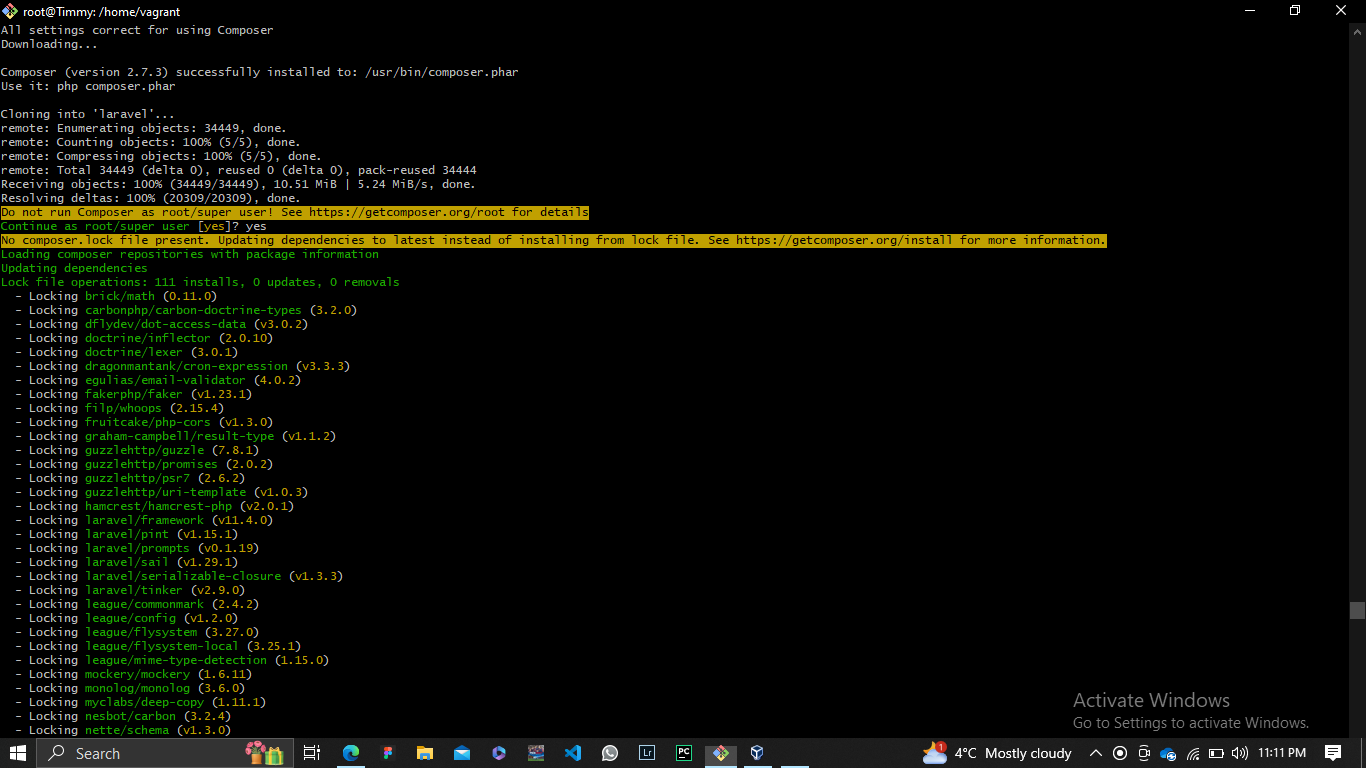 root@Timmy: /home/vagrant
All settings correct for using Composer
Downloading...
Composer (version 2.7.3) successfully installed to: /usr/bin/composer.phar
Use it: php composer.phar
Cloning into 'laravel'...
remote: Enumerating objects: 34449, done.
remote: Counting objects: 100% (5/5), done.
remote: Compressing objects: 100% (5/5), done.
remote: Total 34449 (delta 0), reused 0 (delta 0), pack-reused 34444
Receiving objects: 100% (34449/34449), 10.51 MiB | 5.24 MiB/s, done.
Resolving deltas: 100% (20309/20309), done.
Do not run Composer as root/super user! See https://getcomposer.org/root for details
Continue as root/super user [yes]? yes
No composer.lock file present. Updating dependencies to latest instead of installing from lock file. See https://getcomposer.org/install for more information.
Loading composer repositories with package information
Updating dependencies
Lock file operations: 111 installs, 0 updates, 0 removals
- Locking brick/math (0.11.0)
- Locking carbonphp/carbon-doctrine-types (3.2.0)
- Locking dflydev/dot-access-data (v3.0.2)
- Locking doctrine/inflector (2.0.10)
- Locking doctrine/lexer (3.0.1)
- Locking dragonmantank/cron-expression (v3.3.3)
- Locking egulias/email-validator (4.0.2)
- Locking fakerphp/faker (v1.23.1)
- Locking filp/whoops (2.15.4)
- Locking fruitcake/php-cors (v1.3.0)
- Locking graham-campbell/result-type (v1.1.2)
- Locking guzzlehttp/guzzle (7.8.1)
- Locking guzzlehttp/promises (2.0.2)
- Locking guzzlehttp/psr7 (2.6.2)
- Locking guzzlehttp/uri-template (v1.0.3)
- Locking hamcrest/hamcrest-php (v2.0.1)
- Locking laravel/framework (v11.4.0)
- Locking laravel/pint (v1.15.1)
- Locking laravel/prompts (v0.1.19)
- Locking laravel/sail (v1.29.1)
- Locking laravel/serializable-closure (v1.3.3)
- Locking laravel/tinker (v2.9.0)
- Locking league/commonmark (2.4.2)
- Locking league/config (v1.2.0)
- Locking league/flysystem (3.27.0)
- Locking league/flysystem-local (3.25.1)
- Locking league/mime-type-detection (1.15.0)
- Locking mockery/mockery (1.6.11)
- Locking monolog/monolog (3.6.0)
- Locking myclabs/deep-copy (1.11.1)
- Locking nesbot/carbon (3.2.4)
- Locking nette/schema (v1.3.0)
Activate Windows
Go to Settings to activate Windows.
Search
Lr
PC
1
4°C Mostly cloudy
11:11 PM